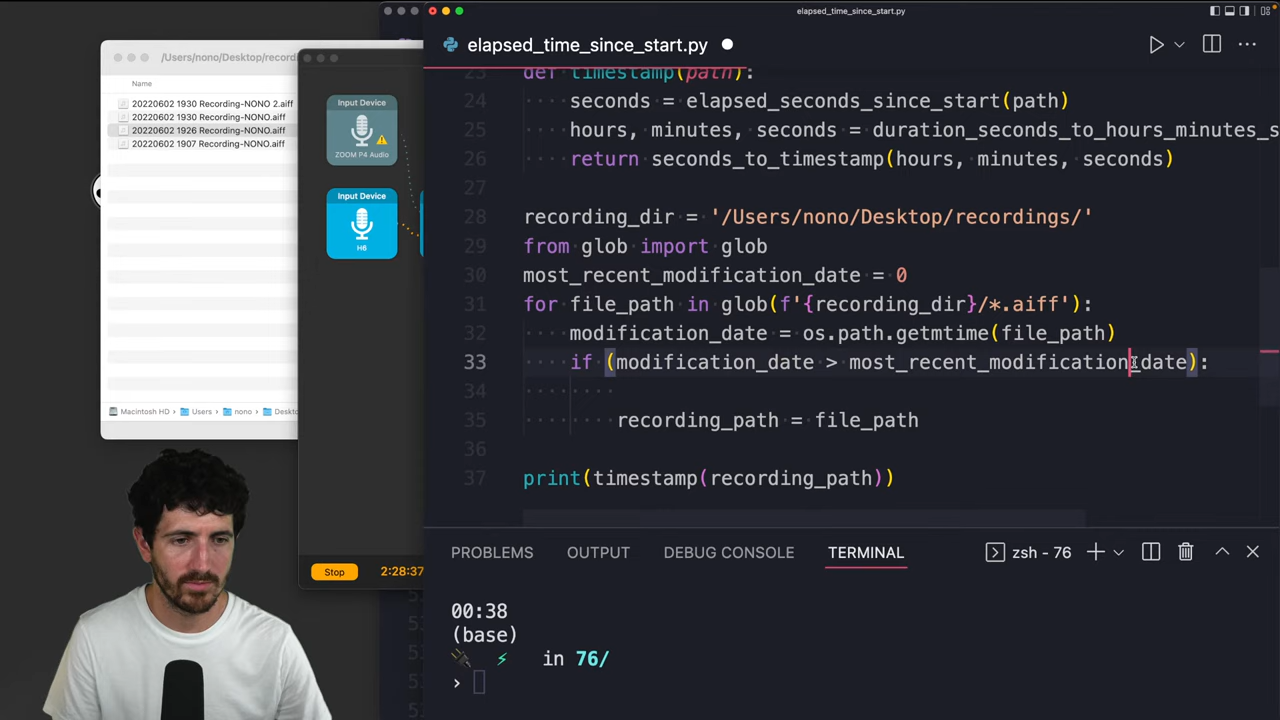 elapsed_time_since_start.py
/Users/nono/Desktop/record
Name
20220602 1930 Recording-NONO 2.aiff
20220602 1930 Recording-NONO.aiff
20220602 1926 Recording-NONO.aiff
20220602 1907 Recording-NONO.aiff
Macintosh HD
Users
nono
Input Device
ZOOM P4 Audio
Input Device
H6
Stop
2:28:37
elapsed_time_since_start.py
23 def timestamp(path):
24 seconds = elapsed_seconds_since_start(path)
25 hours, minutes, seconds = duration_seconds_to_hours_minutes_s
26 return seconds_to_timestamp(hours, minutes, seconds)
27
28 recording_dir = '/Users/nono/Desktop/recordings/'
29 from glob import glob
30 most_recent_modification_date = 0
31 for file_path in glob(f'{recording_dir}/*.aiff'):
32 modification_date = os.path.getmtime(file_path)
33 if (modification_date > most_recent_modification_date):
34
35 recording_path = file_path
36
37 print(timestamp(recording_path))
PROBLEMS OUTPUT DEBUG CONSOLE TERMINAL
zsh - 76
00:38
(base)
in 76/
›